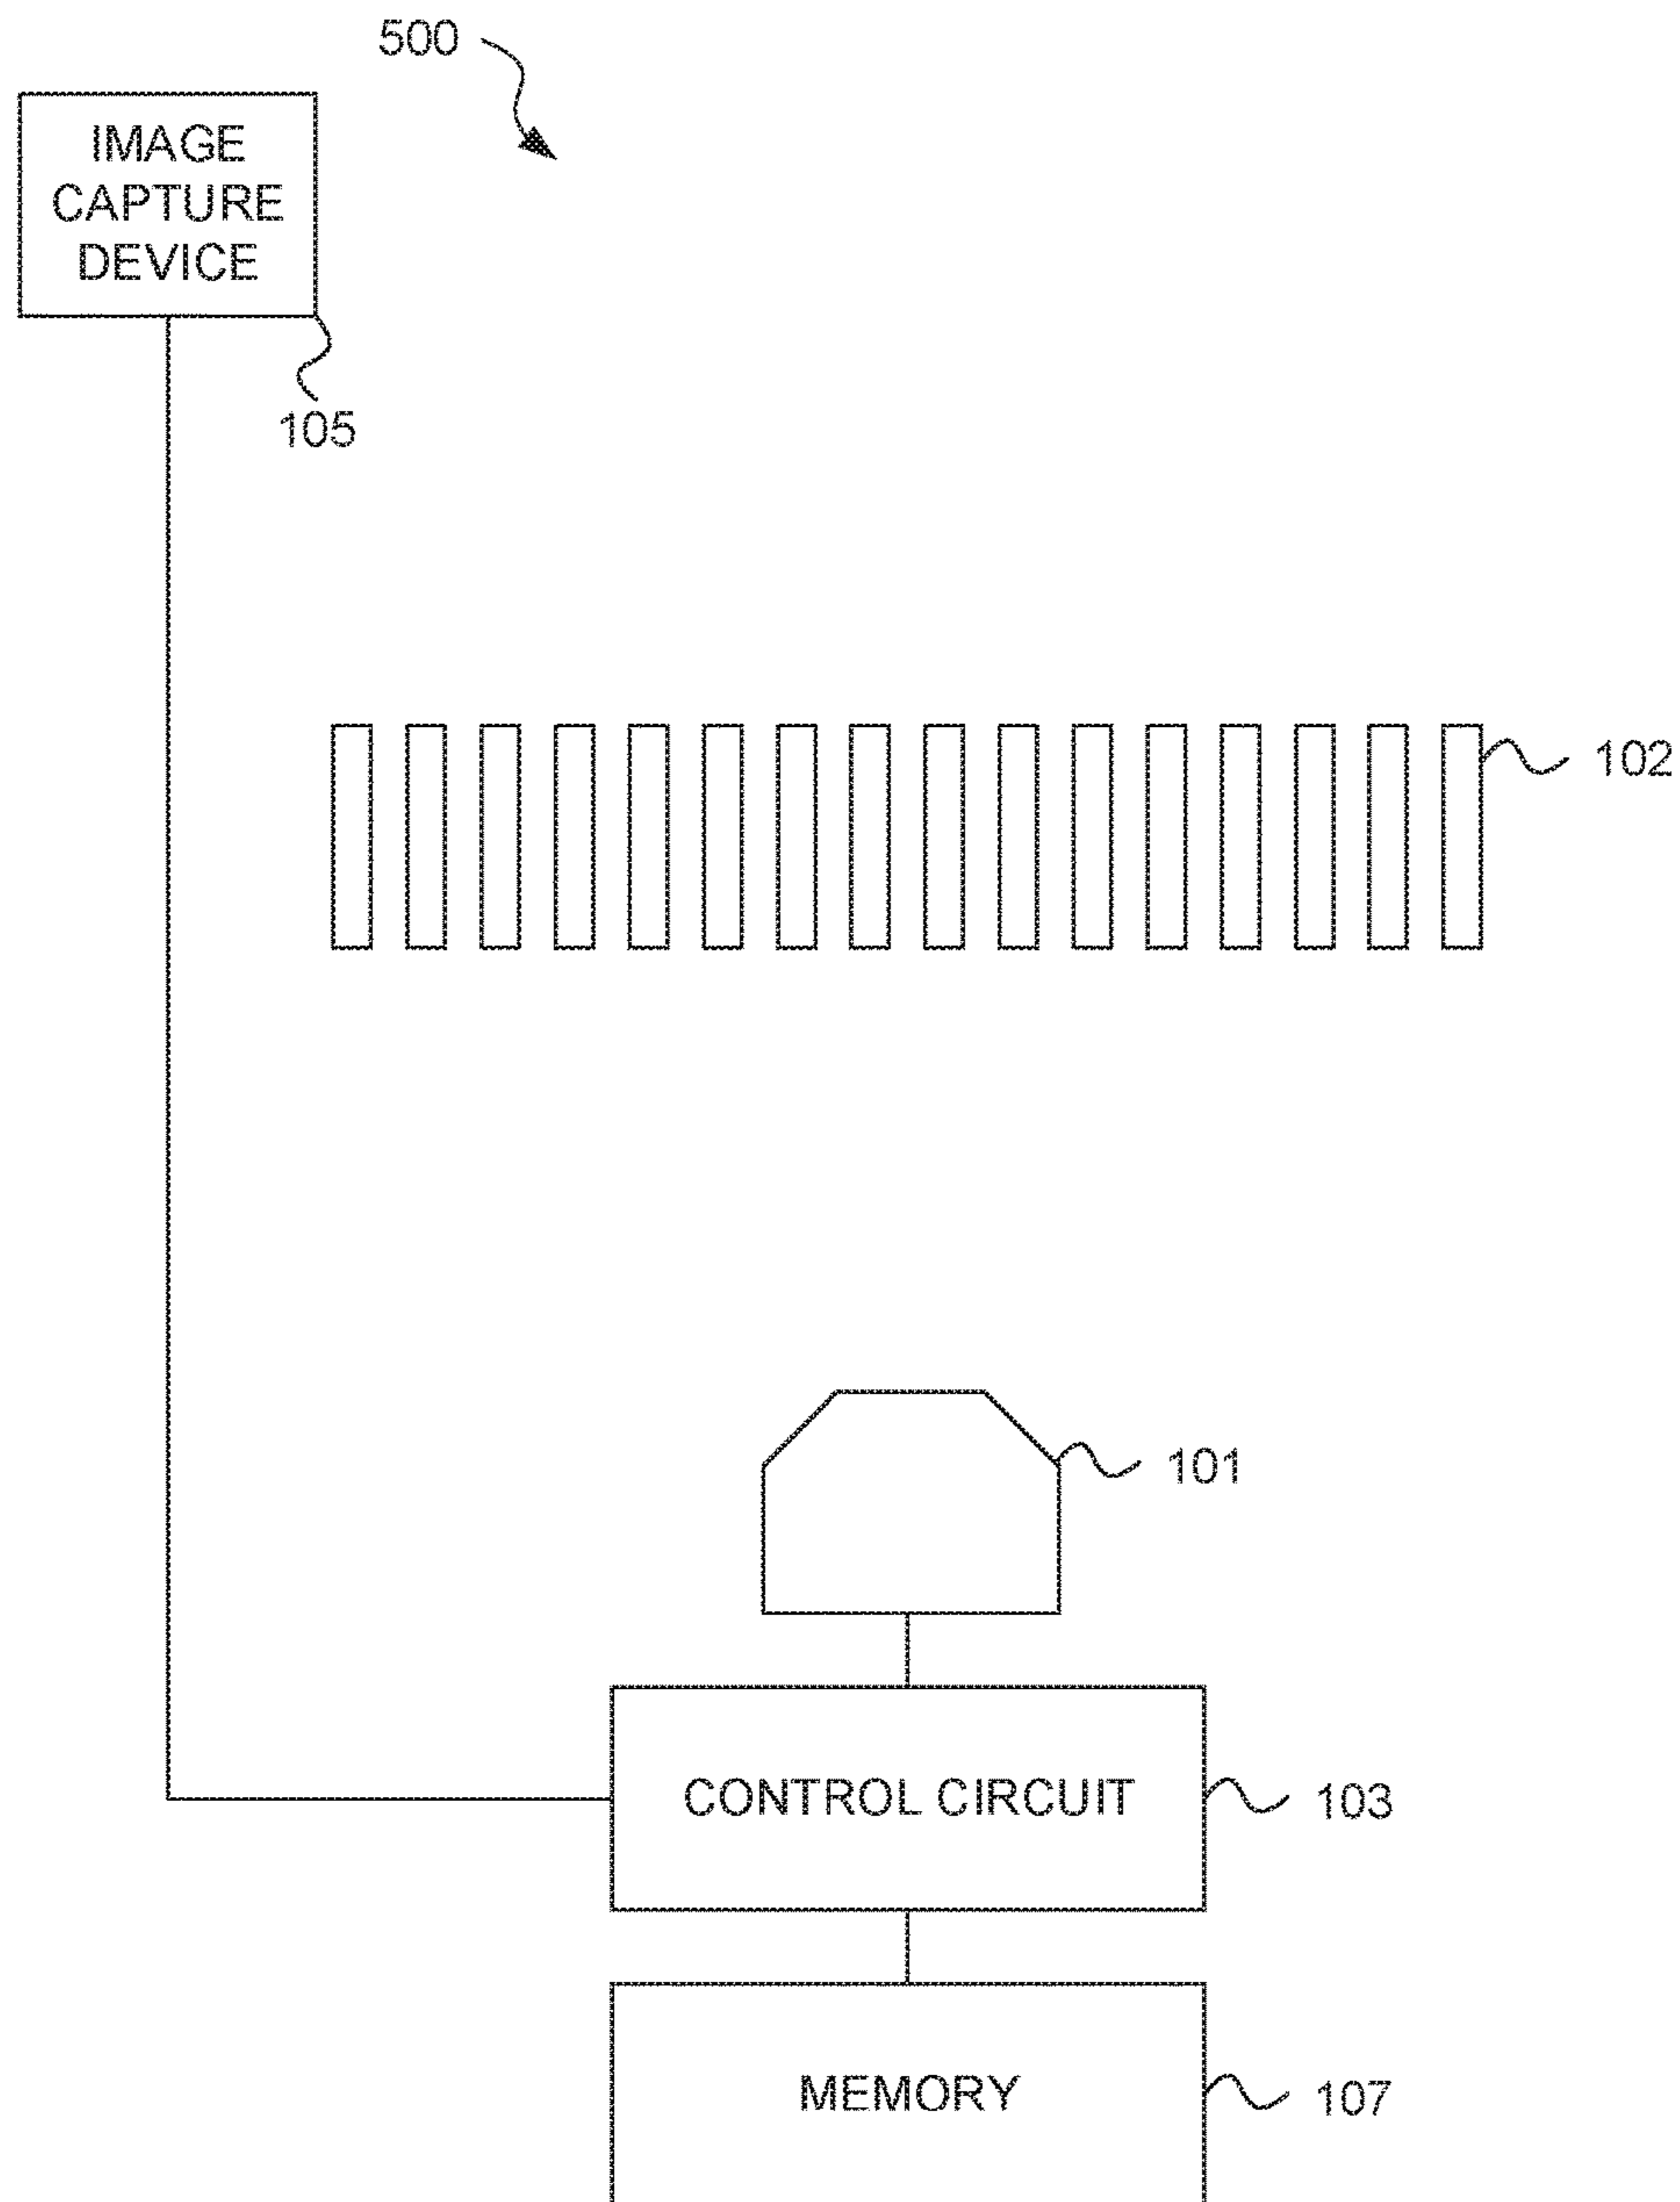 500
IMAGE
CAPTURE
DEVICE
105
102
101
CONTROL CIRCUIT
103
MEMORY
107